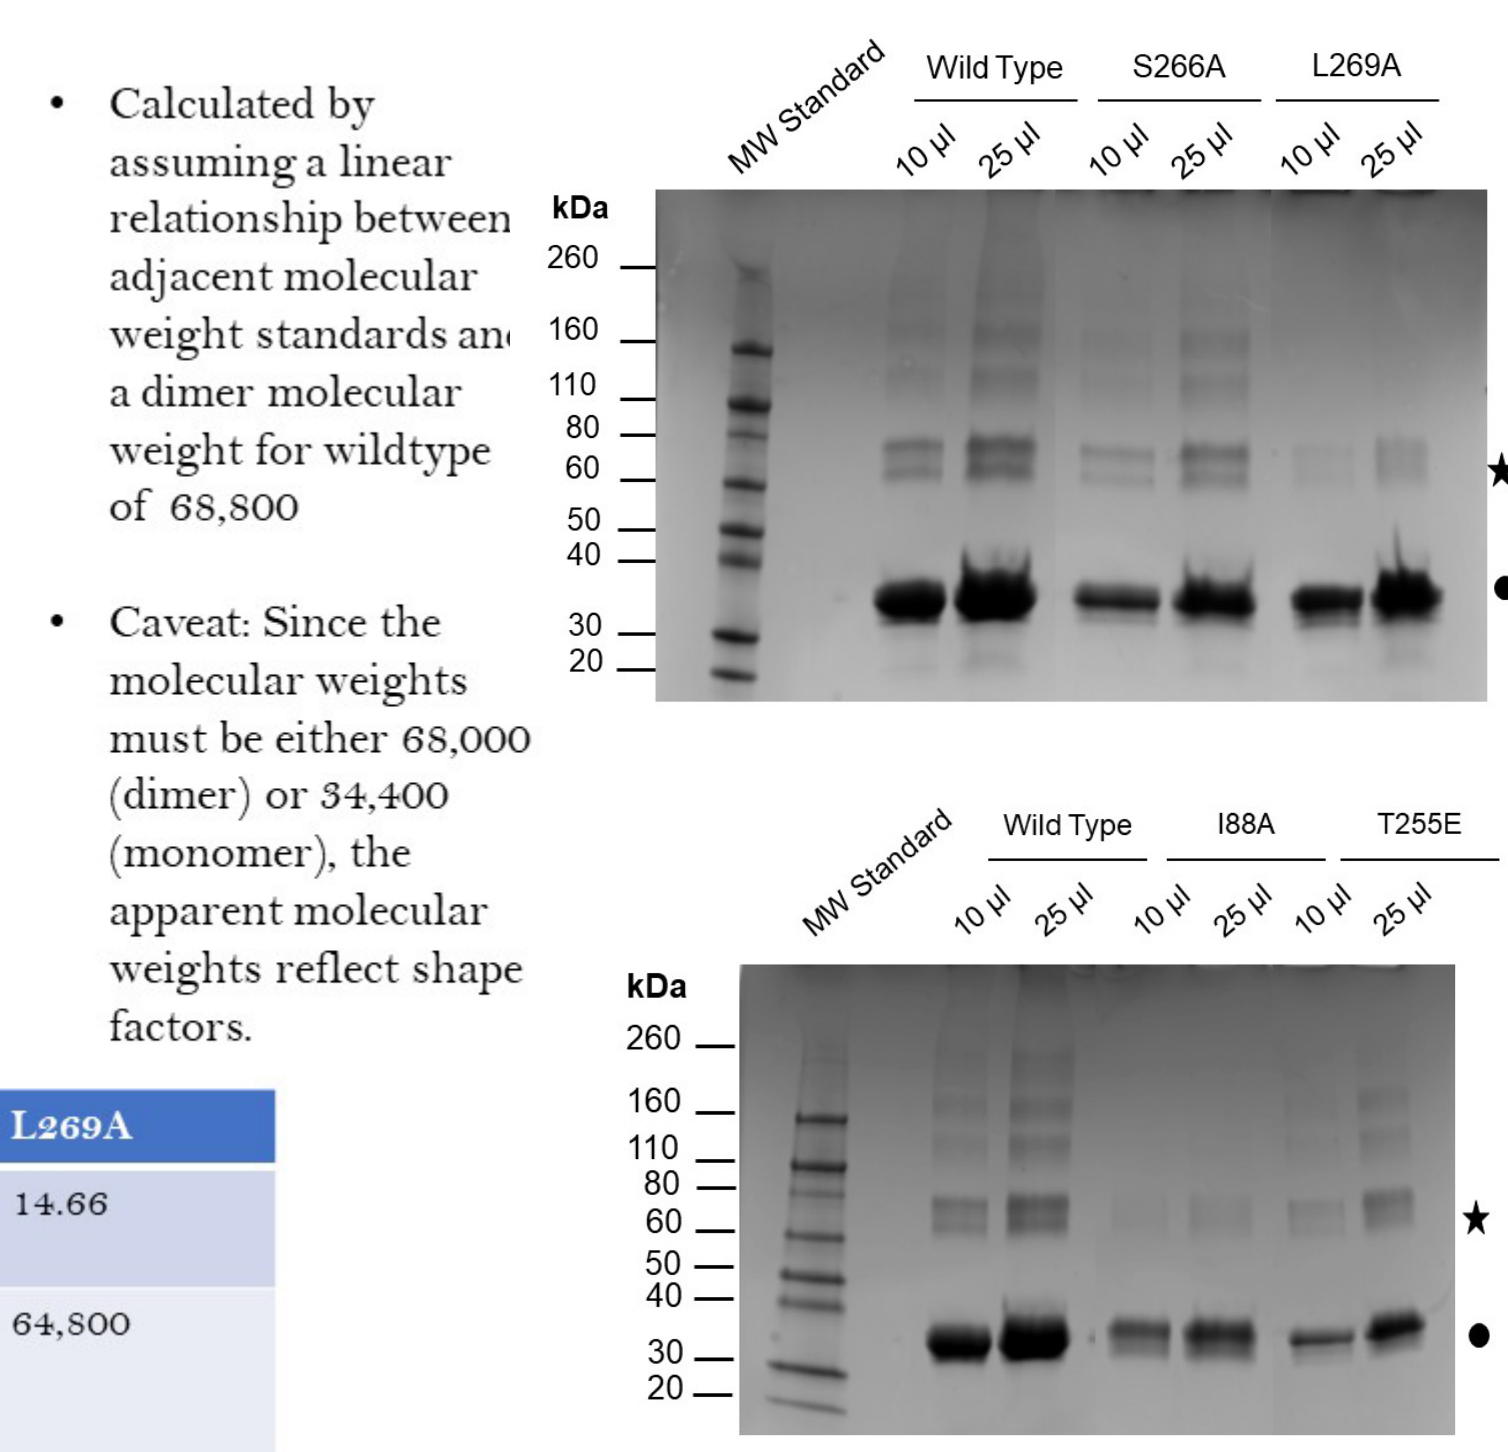 • Calculated by
assuming a linear
relationship between
adjacent molecular
weight standards
a dimer molecular
weight for wildtype
of 68,800
• Caveat: Since the
molecular weights
must be either 68,000
(dimer) or 34,400
(monomer), the
apparent molecular
weights reflect shape
factors.
L269A
14.66
64,800
MW Standard
Wild Type S266A L269A
10 µl 25 µl 10 µl 25 µl 10 µl 25 µl
kDa
260
160
110
80
60
50
40
30
20
MW Standard
Wild Type I88A T255E
10 µl 25 µl 10 µl 25 µl 10 µl 25 µl
kDa
260
160
110
80
60
50
40
30
20